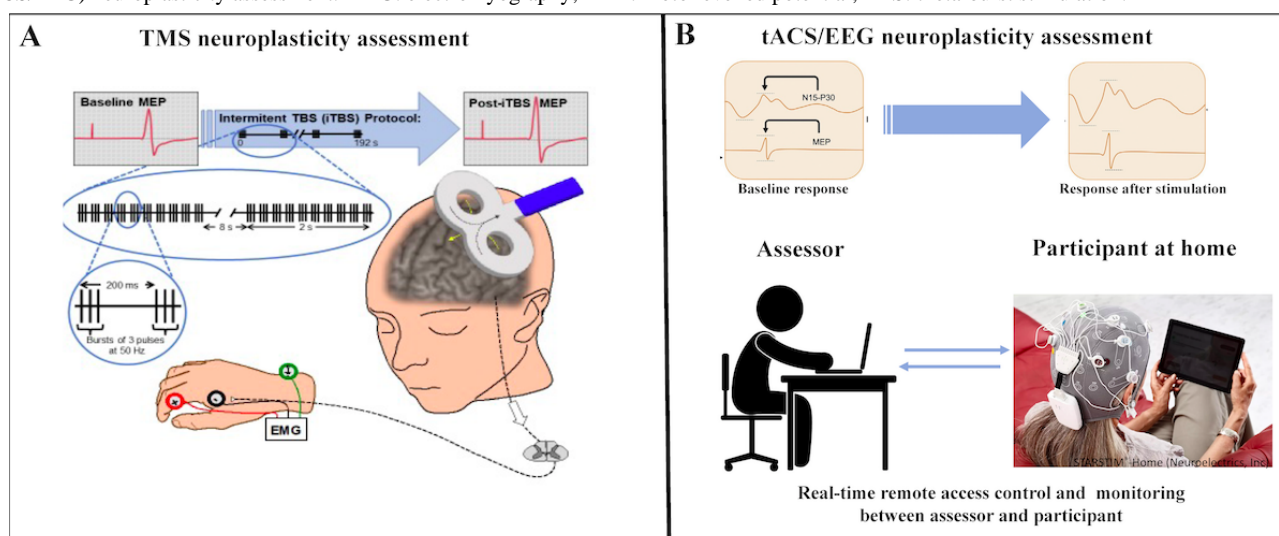 A
TMS neuroplasticity assessment
Baseline MEP
Intermitent TBS (iTBS) Protocol:
0
192 s
Post-iTBS MEP
8 s
2 s
200 ms
Bursts of 3 pulses
at 50 Hz
EMG
B
tACS/EEG neuroplasticity assessment
N15-P30
MEP
Baseline response
Response after stimulation
Assessor
Participant at home
STARSTIM®-Home (Neuroelectrics, Inc)
Real-time remote access control and monitoring
between assessor and participant